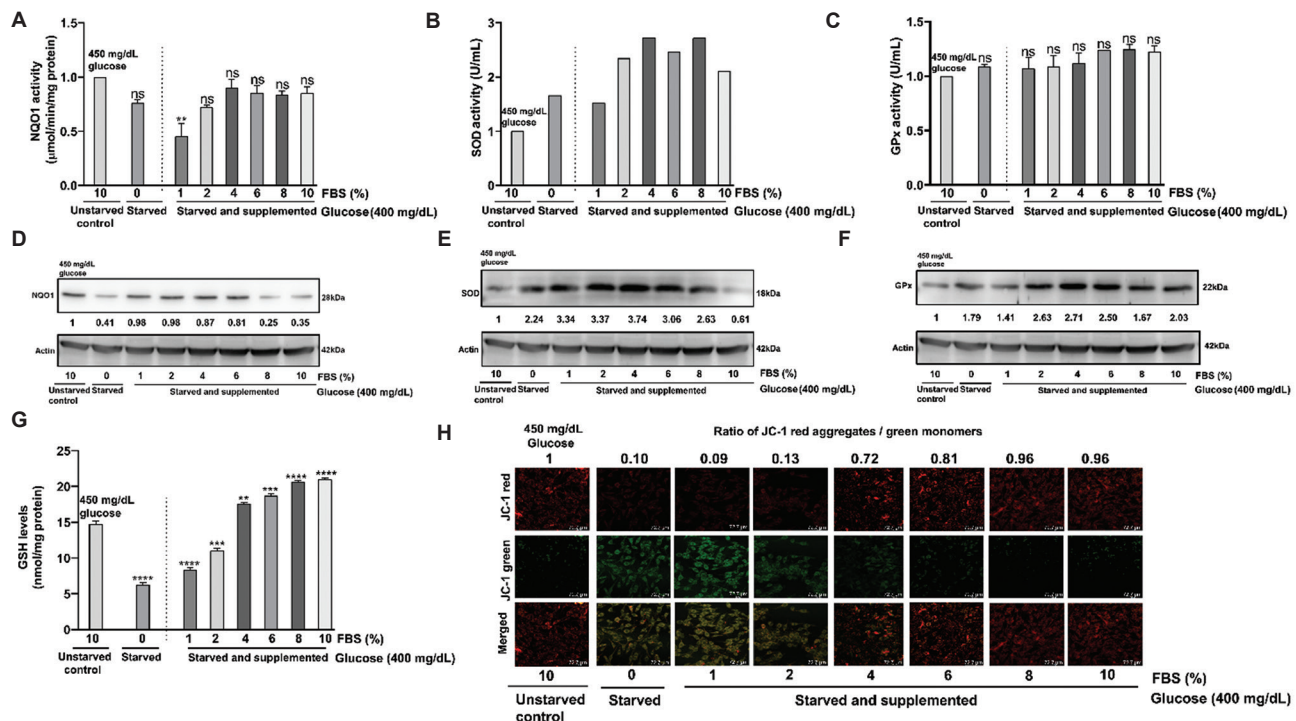 A
NQO1 activity
(μmol/min/mg protein)
1.5
1.0
0.5
0.0
450 mg/dL
glucose
ns
**
ns
ns
ns
ns
ns
10
0
1
2
4
6
8
10
FBS (%)
Unstarved
control
Starved
Starved and supplemented
Glucose (400 mg/dL)
B
SOD activity (U/mL)
3
2
1
0
450 mg/dL
glucose
10
0
1
2
4
6
8
10
FBS (%)
Unstarved
control
Starved
Starved and supplemented
Glucose (400 mg/dL)
C
GPx activity (U/mL)
1.5
1.0
0.5
0.0
450 mg/dL
glucose
ns
ns
ns
ns
ns
ns
ns
10
0
1
2
4
6
8
10
FBS (%)
Unstarved
control
Starved
Starved and supplemented
Glucose (400 mg/dL)
D
450 mg/dL
glucose
NQO1
28kDa
1 0.41 0.98 0.98 0.87 0.81 0.25 0.35
Actin
42kDa
10 0 1 2 4 6 8 10 FBS (%)
Unstarved
control
Starved
Starved and supplemented
Glucose (400 mg/dL)
E
450 mg/dL
glucose
SOD
18kDa
1 2.24 3.34 3.37 3.74 3.06 2.63 0.61
Actin
42kDa
10 0 1 2 4 6 8 10 FBS (%)
Unstarved
control
Starved
Starved and supplemented
Glucose (400 mg/dL)
F
450 mg/dL
glucose
GPx
22kDa
1 1.79 1.41 2.63 2.71 2.50 1.67 2.03
Actin
42kDa
10 0 1 2 4 6 8 10 FBS (%)
Unstarved
control
Starved
Starved and supplemented
Glucose (400 mg/dL)
G
GSH levels
(nmol/mg protein)
25
20
15
10
5
0
450 mg/dL
glucose
****
****
***
**
***
****
****
10 0 1 2 4 6 8 10 FBS (%)
Unstarved
control
Starved
Starved and supplemented
Glucose (400 mg/dL)
H
450 mg/dL
Glucose
Ratio of JC-1 red aggregates / green monomers
1 0.10 0.09 0.13 0.72 0.81 0.96 0.96
JC-1 red
JC-1 green
Merged
10 0 1 2 4 6 8 10 FBS (%)
Unstarved
control
Starved
Starved and supplemented
Glucose (400 mg/dL)